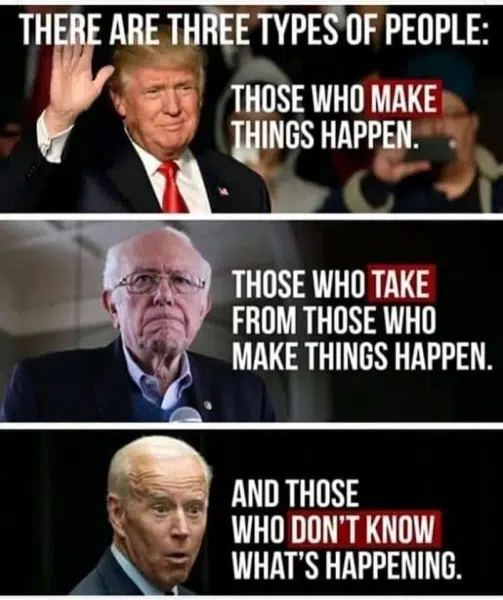 THERE ARE THREE TYPES OF PEOPLE:
THOSE WHO MAKE
THINGS HAPPEN.
THOSE WHO TAKE
FROM THOSE WHO
MAKE THINGS HAPPEN.
AND THOSE
WHO DON'T KNOW
WHAT'S HAPPENING.